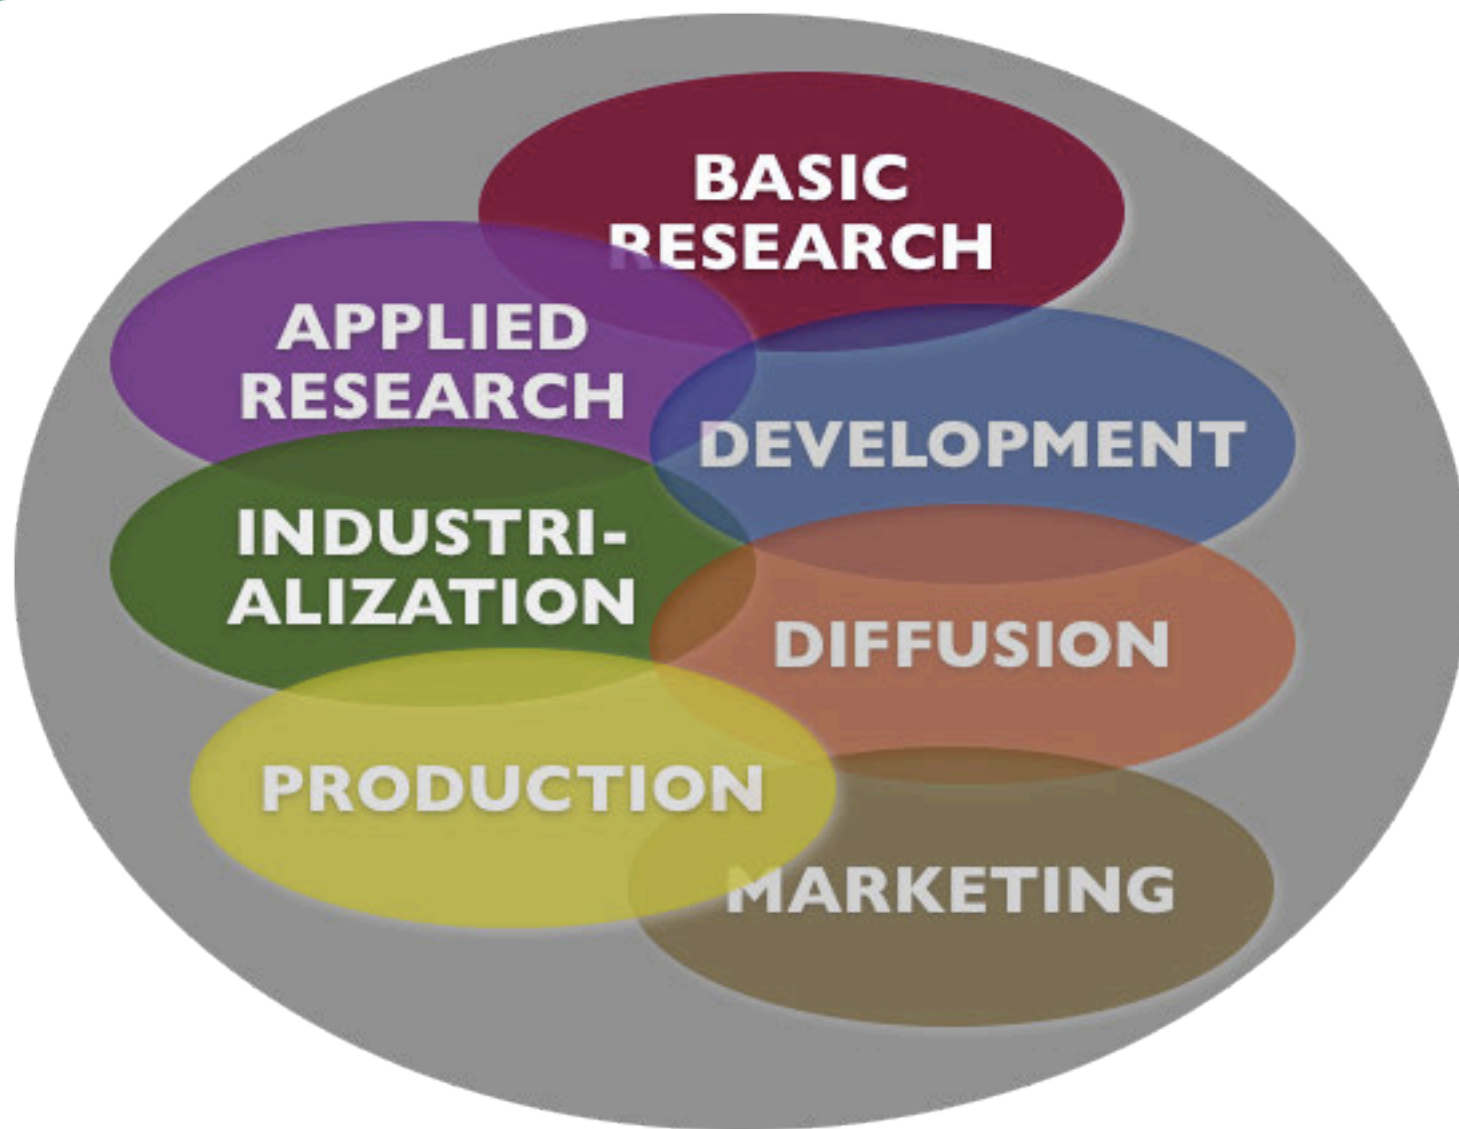 BASIC
RESEARCH
APPLIED
RESEARCH
DEVELOPMENT
INDUSTRI-
ALIZATION
DIFFUSION
PRODUCTION
MARKETING